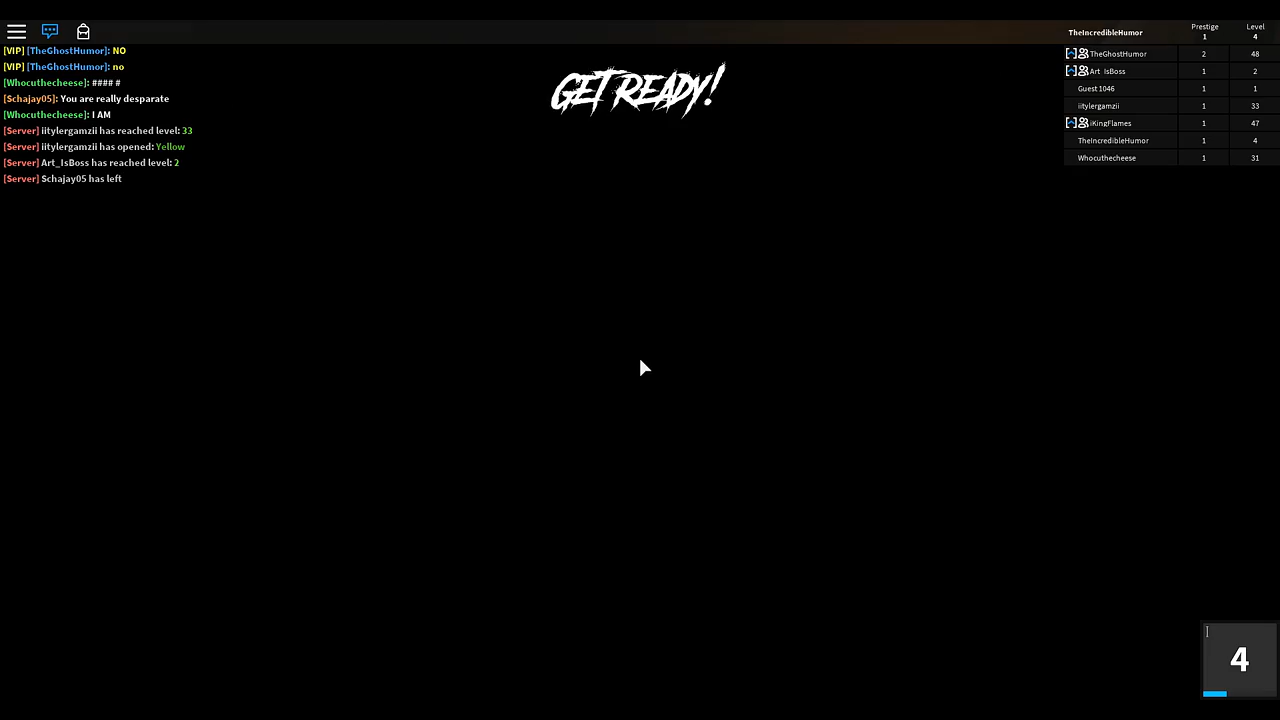 [VIP] [TheGhostHumor]: NO
[VIP] [TheGhostHumor]: no
[Whocuthecheese]: #### #
[Schajay05]: You are really desparate
[Whocuthecheese]: I AM
[Server] iitylergamzii has reached level: 33
[Server] iitylergamzii has opened: Yellow
[Server] Art_IsBoss has reached level: 2
[Server] Schajay05 has left
GET READY!
TheIncredibleHumor Prestige 1 Level 4
TheGhostHumor 2 48
Art_IsBoss 1 2
Guest 1046 1 1
iitylergamzii 1 33
iKingFlames 1 47
TheIncredibleHumor 1 4
Whocuthecheese 1 31
4